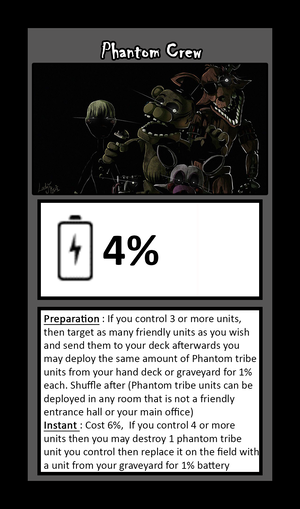 Phantom Crew
4%
Preparation : If you control 3 or more units,
then target as many friendly units as you wish
and send them to your deck afterwards you
may deploy the same amount of Phantom tribe
units from your hand deck or graveyard for 1%
each. Shuffle after (Phantom tribe units can be
deployed in any room that is not a friendly
entrance hall or your main office)
Instant : Cost 6%, If you control 4 or more
units then you may destroy 1 phantom tribe
unit you control then replace it on the field with
a unit from your graveyard for 1% battery